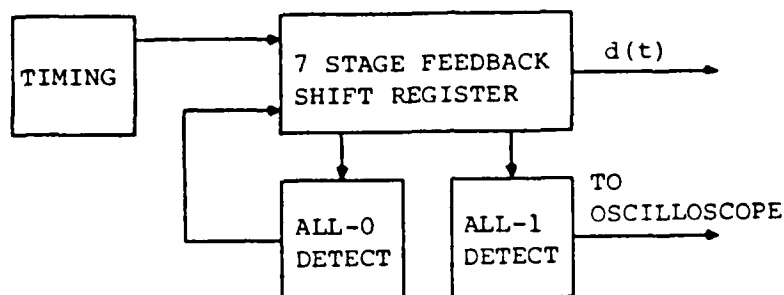 TIMING
7 STAGE FEEDBACK
SHIFT REGISTER
d(t)
ALL-0
DETECT
ALL-1
DETECT
TO
OSCILLOSCOPE